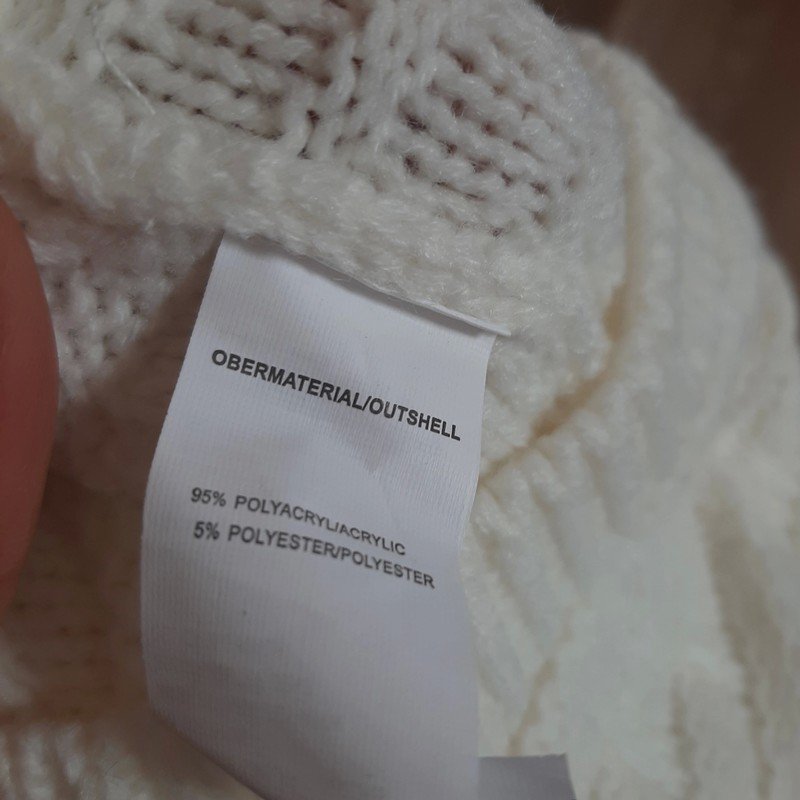 OBERMATERIAL/OUTSHELL
95% POLYACRYL/ACRYLIC
5% POLYESTER/POLYESTER